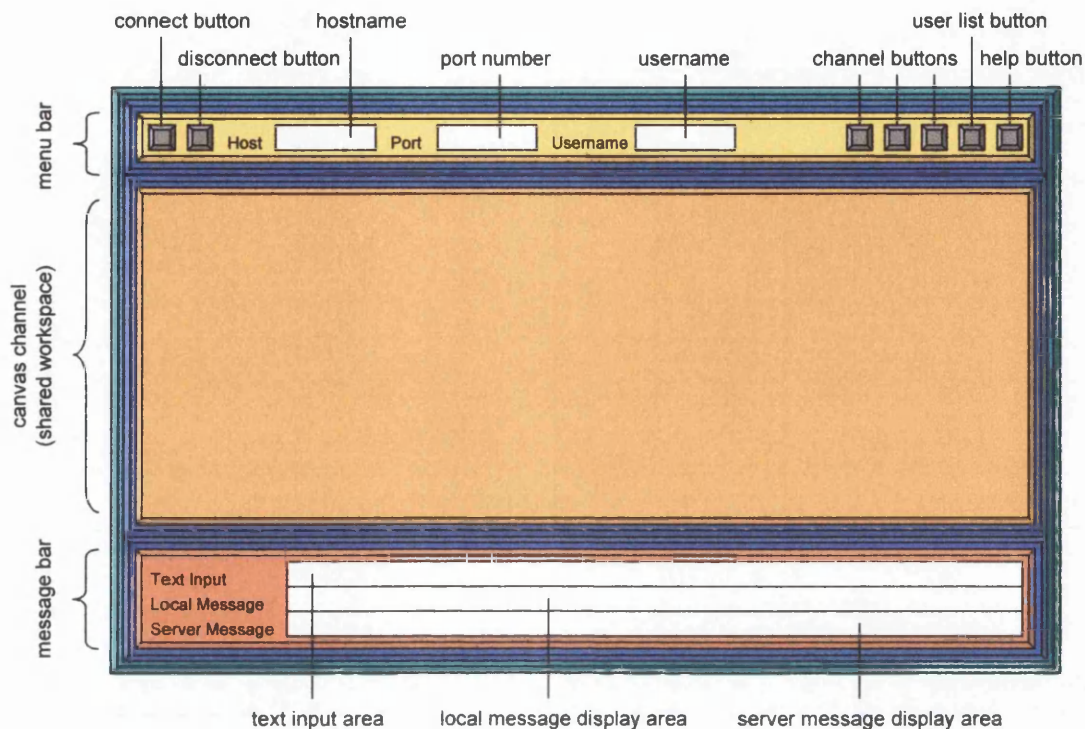 connect button
hostname
user list button
disconnect button
port number
username
channel buttons
help button
menu bar
Host
Port
Username
canvas channel
(shared workspace)
message bar
Text Input
Local Message
Server Message
text input area
local message display area
server message display area